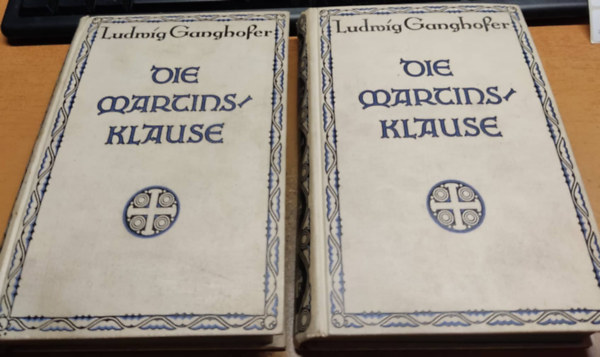 Ludwig Ganghofer
DIE
MARTINS/
KLAUSE
Ludwig Ganghofer
DIE
MARTINS/
KLAUSE